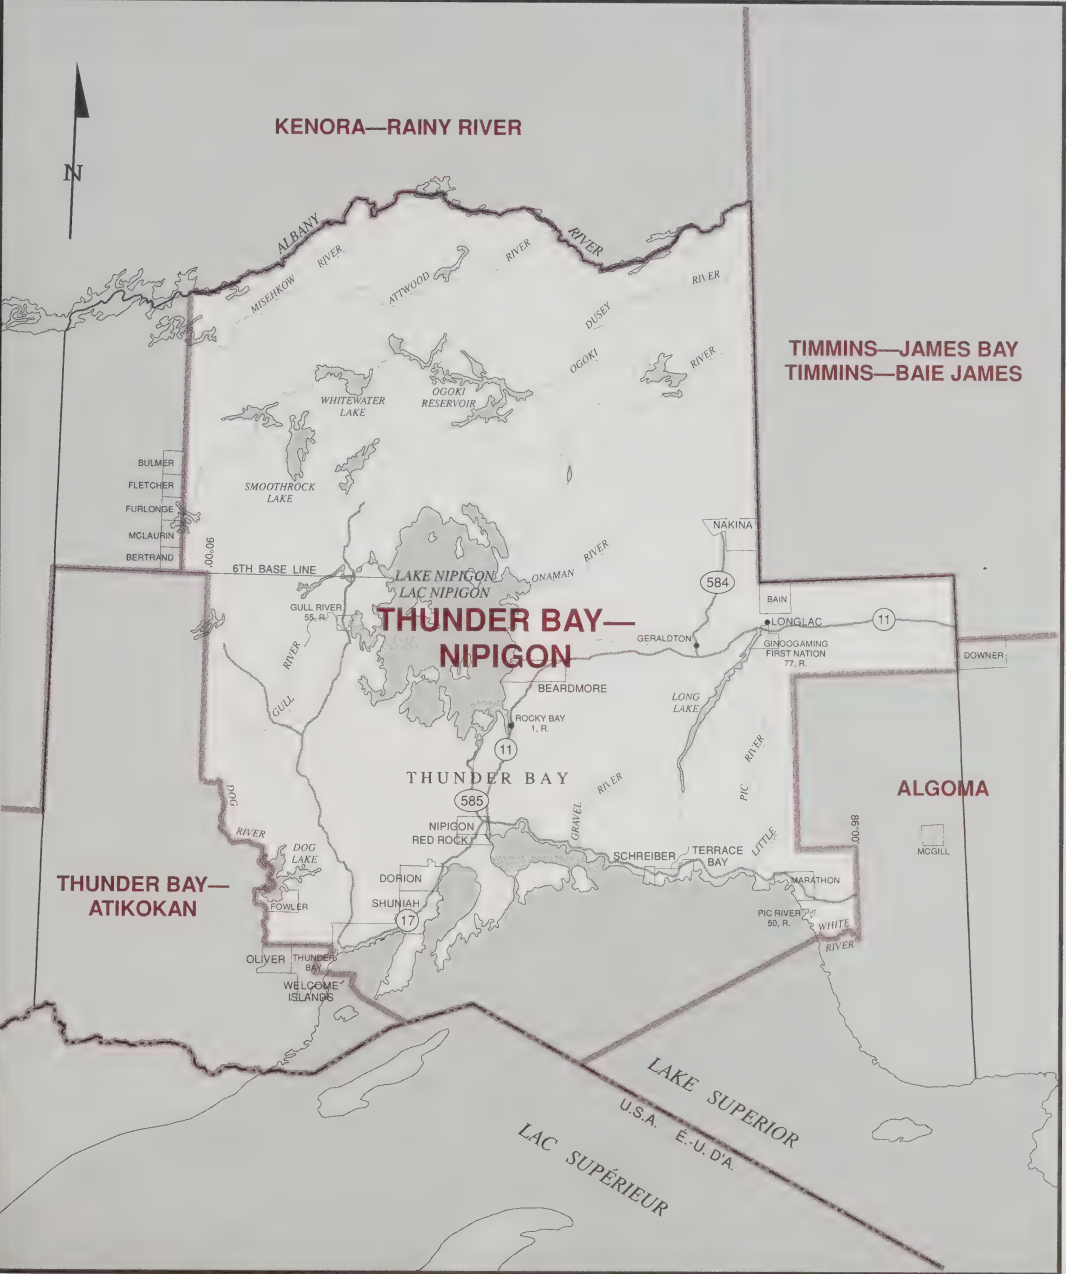 KENORA—RAINY RIVER
N
ALBANY
RIVER
MISEHKOW
RIVER
ATTWOOD
RIVER
DUSEY
RIVER
OGOKI
RIVER
TIMMINS—JAMES BAY
TIMMINS—BAIE JAMES
WHITEWATER
LAKE
OGOKI
RESERVOIR
SMOOTHROCK
LAKE
BULMER
FLETCHER
FURLONGE
MCLAURIN
BERTRAND
90°00'
6TH BASE LINE
NAKINA
LAKE NIPIGON
LAC NIPIGON
ONAMAN
RIVER
584
BAIN
GULL RIVER
55, R.
THUNDER BAY—
NIPIGON
LONGLAC
11
GERALDTON
GINOOGAMING
FIRST NATION
77, R.
DOWNER
GULL
RIVER
BEARDMORE
LONG
LAKE
ROCKY BAY
1, R.
11
PIC
RIVER
THUNDER BAY
GRAVEL
RIVER
ALGOMA
585
DOG
RIVER
NIPIGON
RED ROCK
LITTLE
86°00'
MCGILL
DOG
LAKE
SCHREIBER
TERRACE
BAY
THUNDER BAY—
ATIKOKAN
DORION
MARATHON
FOWLER
SHUNIAH
17
PIC RIVER
50, R.
WHITE
RIVER
OLIVER
THUNDER
BAY
WELCOME
ISLANDS
LAKE SUPERIOR
U.S.A.
É.-U. D'A.
LAC SUPÉRIEUR